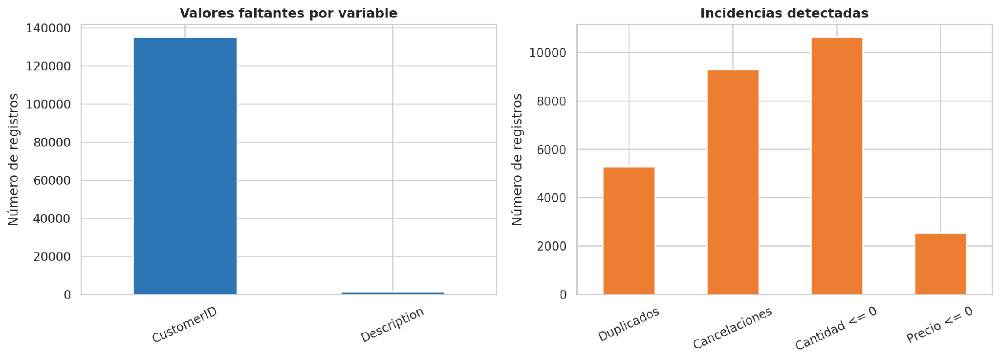 Valores faltantes por variable
Número de registros
140000
120000
100000
80000
60000
40000
20000
0
CustomerID
Description
Incidencias detectadas
Número de registros
10000
8000
6000
4000
2000
0
Duplicados
Cancelaciones
Cantidad <= 0
Precio <= 0